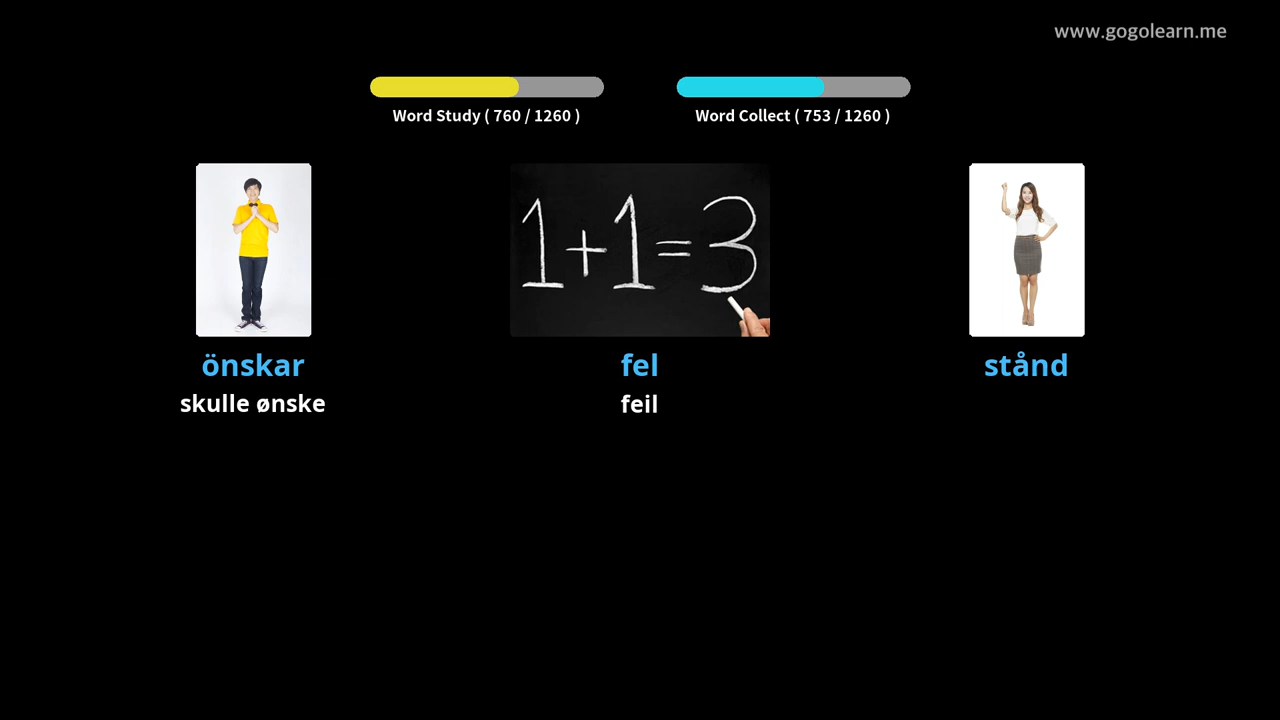 www.gogolearn.me
Word Study ( 760 / 1260 )
Word Collect ( 753 / 1260 )
1+1=3
önskar
fel
stånd
skulle ønske
feil